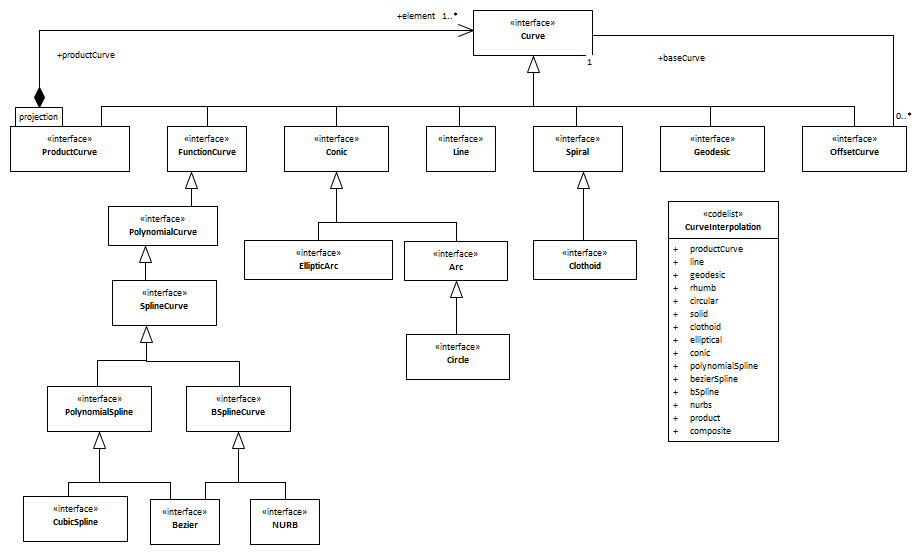 +element 1..*
«interface»
Curve
+productCurve
1
+baseCurve
projection
0..*
«interface»
ProductCurve
«interface»
FunctionCurve
«interface»
Conic
«interface»
Line
«interface»
Spiral
«interface»
Geodesic
«interface»
OffsetCurve
«interface»
PolynomialCurve
«interface»
EllipticArc
«interface»
Arc
«interface»
Clothoid
«codelist»
CurveInterpolation
+ productCurve
+ line
+ geodesic
+ rhumb
+ circular
+ solid
+ clothoid
+ elliptical
+ conic
+ polynomialSpline
+ bezierSpline
+ bSpline
+ nurbs
+ product
+ composite
«interface»
SplineCurve
«interface»
Circle
«interface»
PolynomialSpline
«interface»
BSplineCurve
«interface»
CubicSpline
«interface»
Bezier
«interface»
NURB